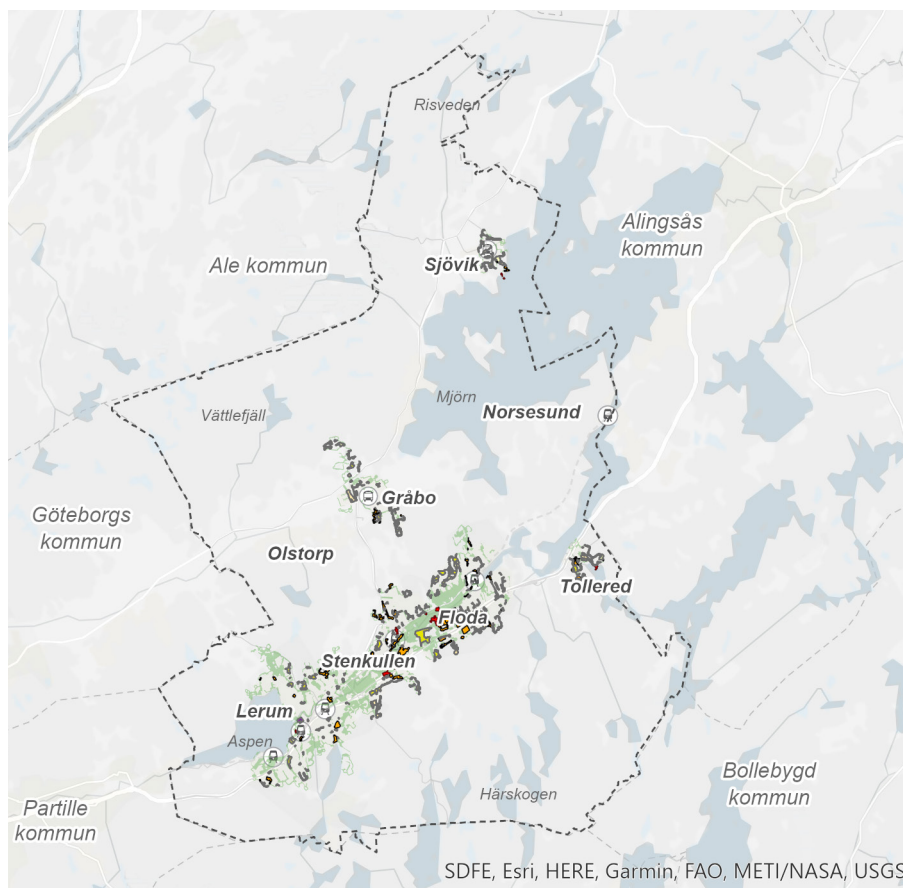 Risveden
Alingsås
kommun
Ale kommun
Sjövik
Mjörn
Norsesund
Vättlefjäll
Gråbo
Göteborgs
kommun
Olstorp
Tollered
Floda
Stenkullen
Lerum
Aspen
Bollebygd
kommun
Härskogen
Partille
kommun
SDFE, Esri, HERE, Garmin, FAO, METI/NASA, USGS